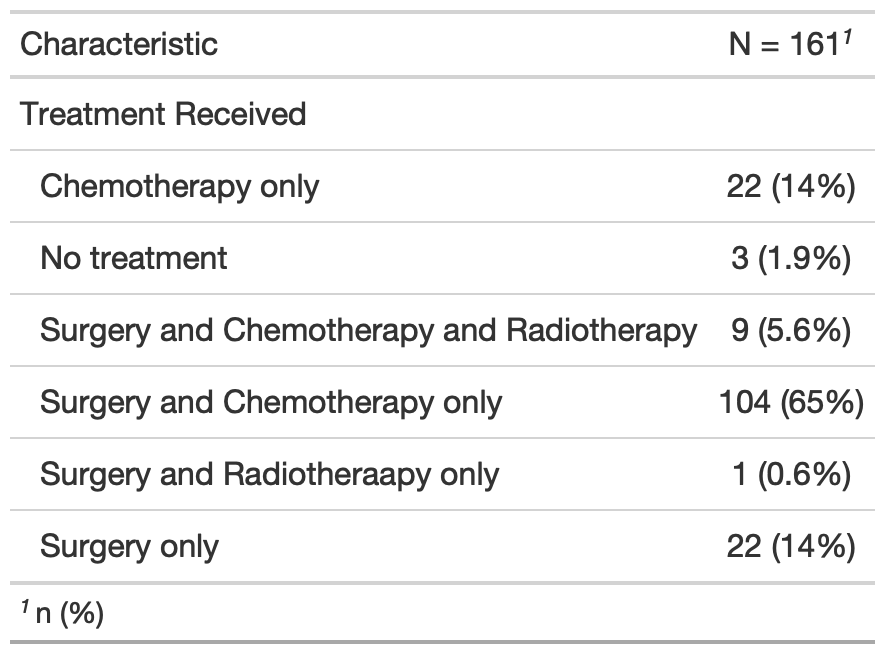 Characteristic N = 161¹
Treatment Received
Chemotherapy only 22 (14%)
No treatment 3 (1.9%)
Surgery and Chemotherapy and Radiotherapy 9 (5.6%)
Surgery and Chemotherapy only 104 (65%)
Surgery and Radiotheraapy only 1 (0.6%)
Surgery only 22 (14%)
¹ n (%)